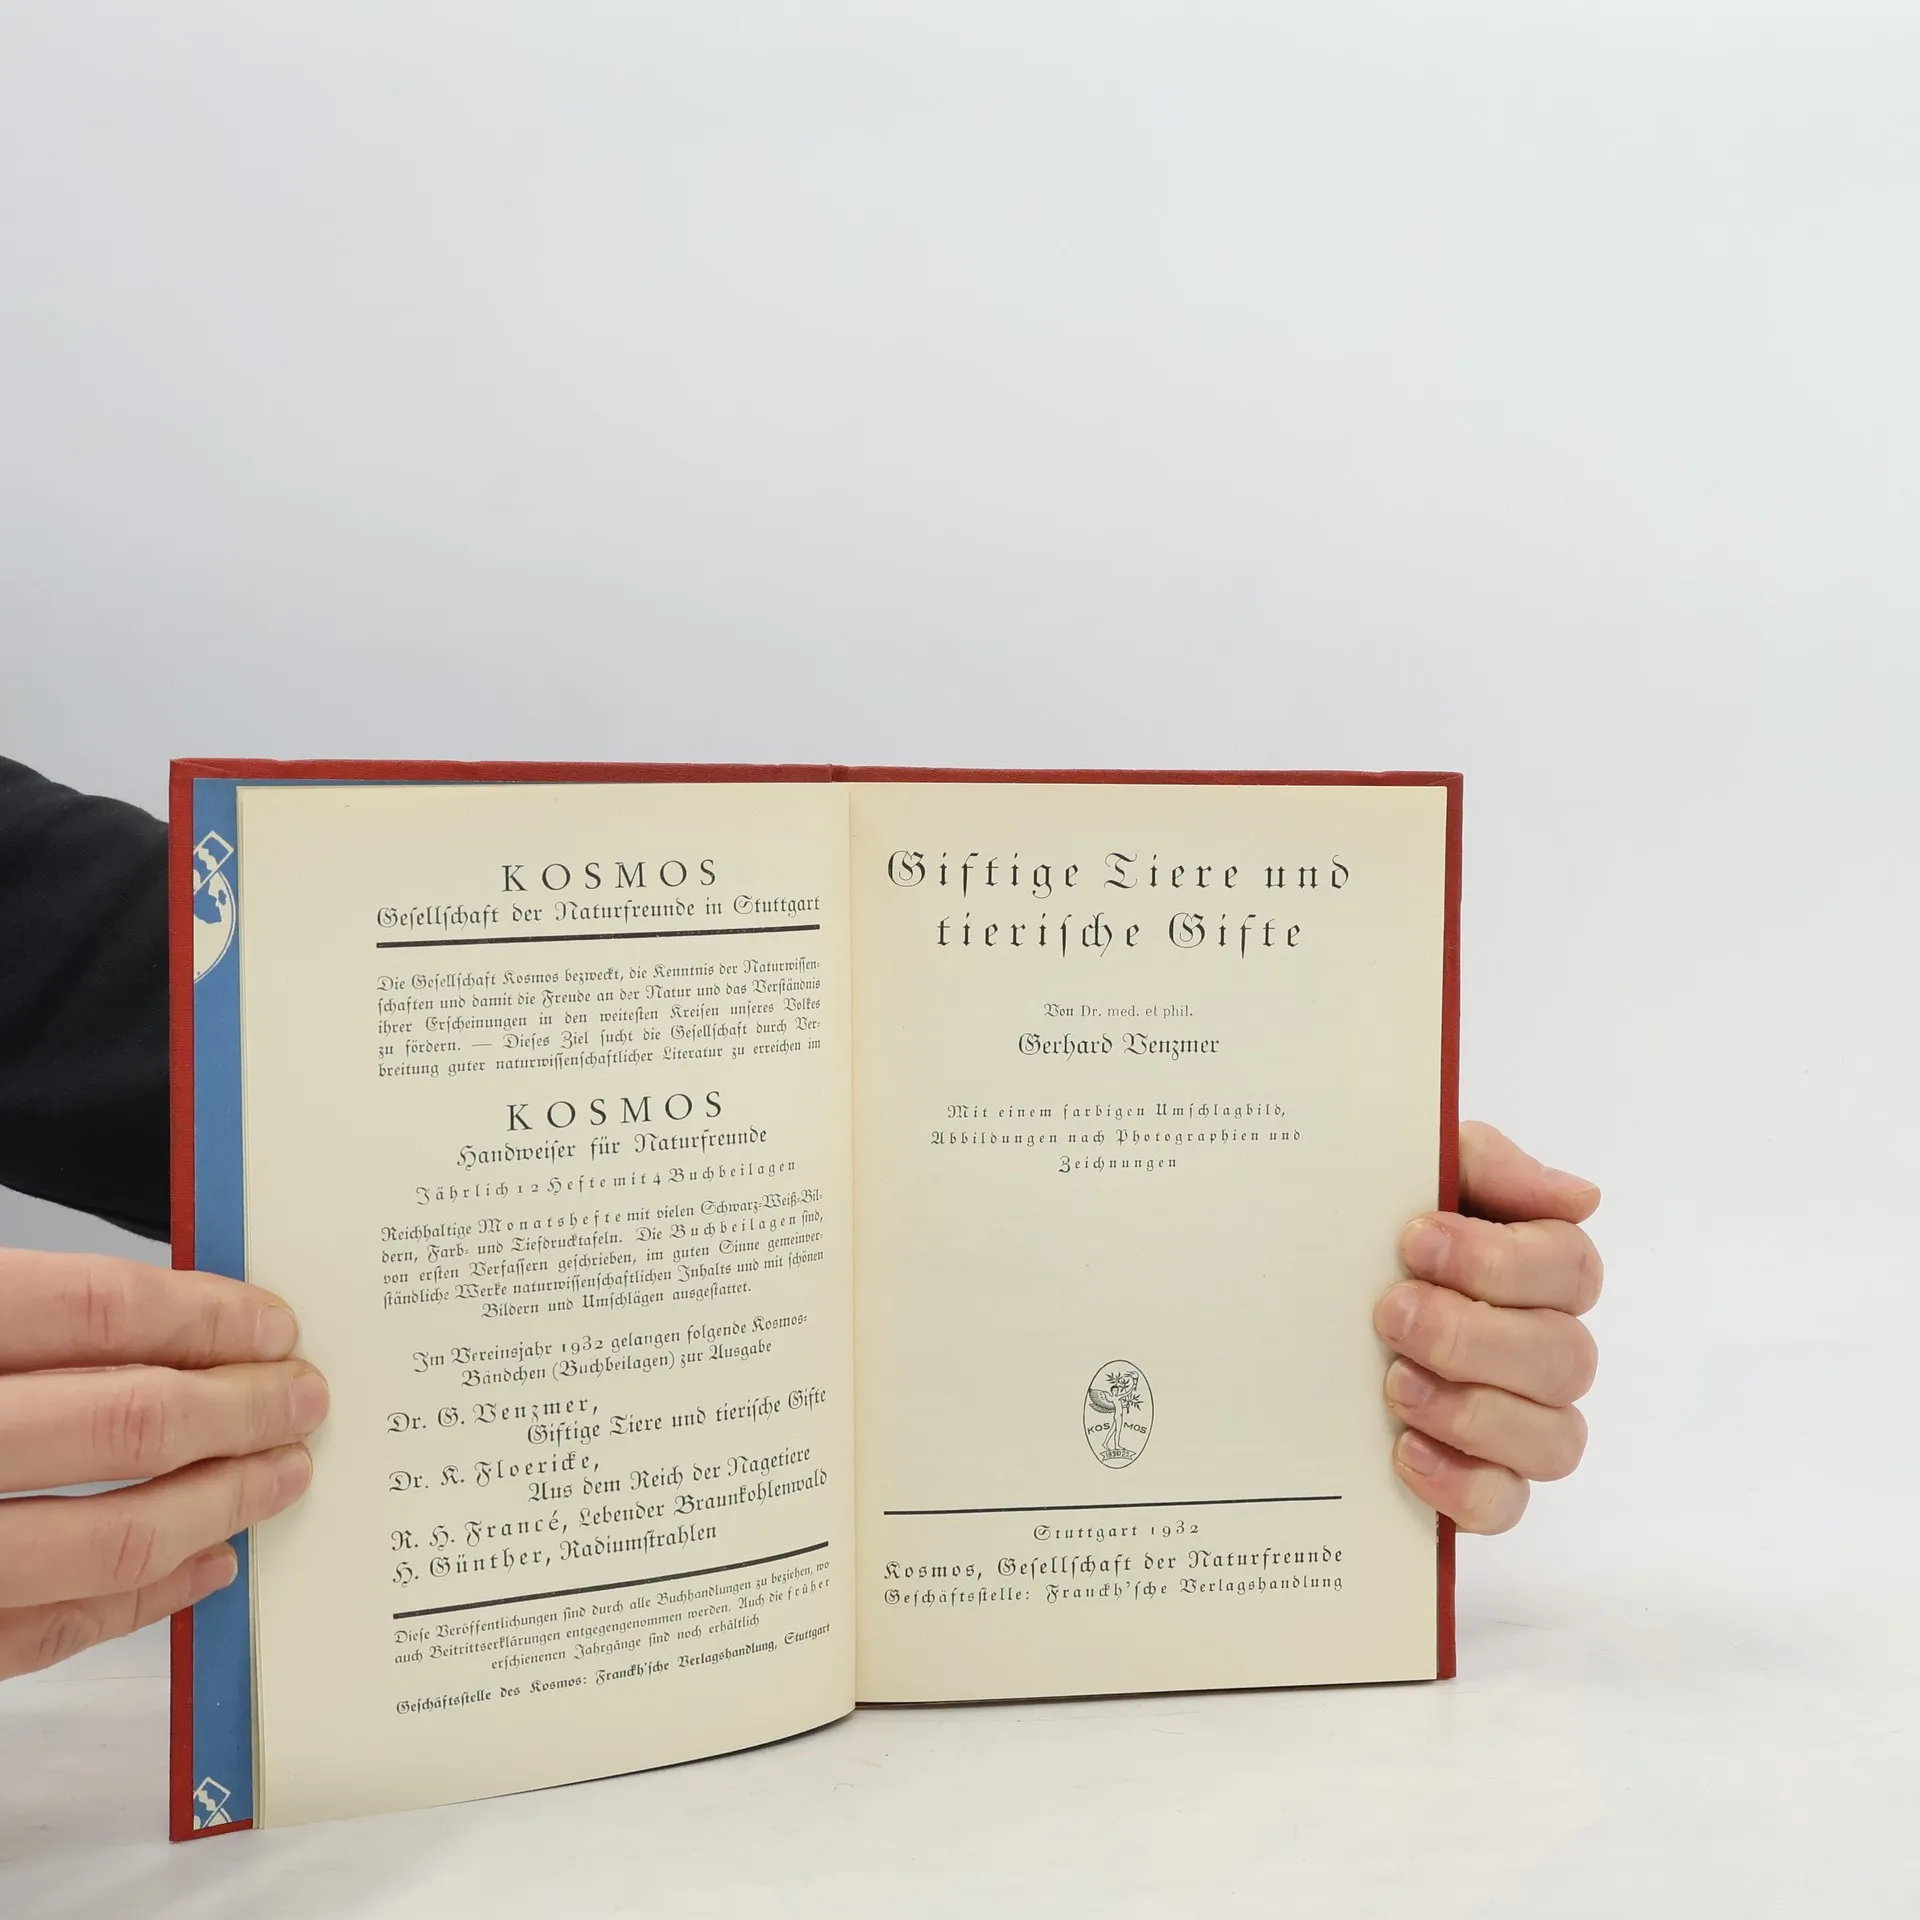 KOSMOS
Gesellschaft der Naturfreunde in Stuttgart
Die Gesellschaft Kosmos bezweckt, die Kenntnis der Naturwissen-
schaften und damit die Freude an der Natur und das Verständnis
ihrer Erscheinungen in den weitesten Kreisen unseres Volkes
zu fördern. — Dieses Ziel sucht die Gesellschaft durch Ver-
breitung guter naturwissenschaftlicher Literatur zu erreichen im
KOSMOS
Handweiser für Naturfreunde
Jährlich 12 Hefte mit 4 Buchbeilagen
Reichhaltige Monatshefte mit vielen Schwarz-Weiß-Bil-
dern, Farb- und Tiefdrucktafeln. Die Buchbeilagen sind,
von ersten Verfassern geschrieben, im guten Sinne gemeinver-
ständliche Werke naturwissenschaftlichen Inhalts und mit schönen
Bildern und Umschlägen ausgestattet.
Im Vereinsjahr 1932 gelangen folgende Kosmos-
Bändchen (Buchbeilagen) zur Ausgabe
Dr. G. Venzmer,
Giftige Tiere und tierische Gifte
Dr. K. Floericke,
Aus dem Reich der Nagetiere
R. H. Francé, Lebender Braunkohlenwald
H. Günther, Radiumstrahlen
Diese Veröffentlichungen sind durch alle Buchhandlungen zu beziehen, wo
auch Beitrittserklärungen entgegengenommen werden. Auch die früher
erschienenen Jahrgänge sind noch erhältlich
Geschäftsstelle des Kosmos: Franckh'sche Verlagshandlung, Stuttgart
Giftige Tiere und
tierische Gifte
Von Dr. med. et phil.
Gerhard Venzmer
Mit einem farbigen Umschlagbild,
Abbildungen nach Photographien und
Zeichnungen
KOSMOS
Stuttgart 1932
Kosmos, Gesellschaft der Naturfreunde
Geschäftsstelle: Franckh'sche Verlagshandlung